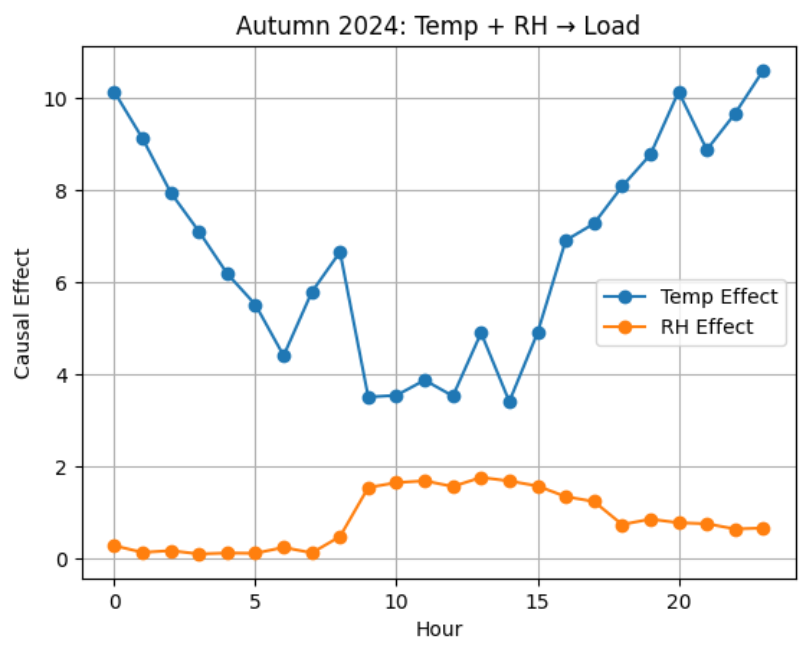 Autumn 2024: Temp + RH → Load
Causal Effect
10
8
6
4
2
0
Temp Effect
RH Effect
0 5 10 15 20
Hour